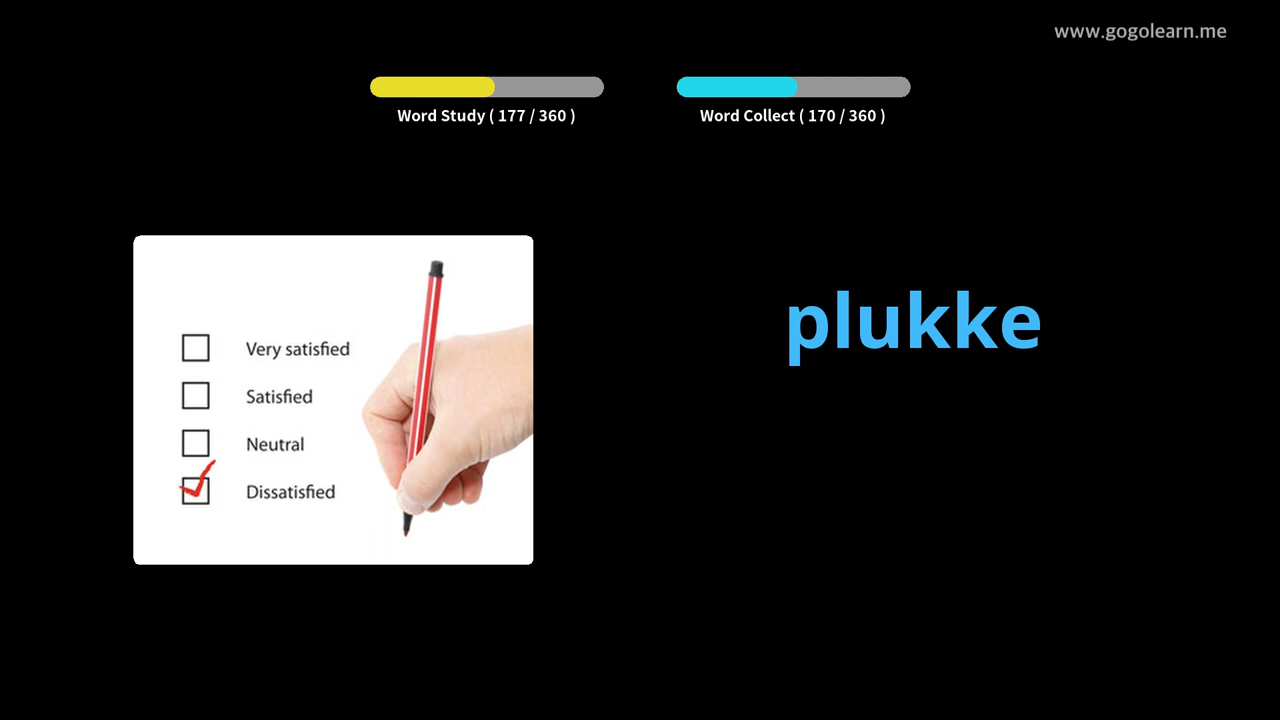 www.gogolearn.me
Word Study ( 177 / 360 )
Word Collect ( 170 / 360 )
plukke
Very satisfied
Satisfied
Neutral
Dissatisfied